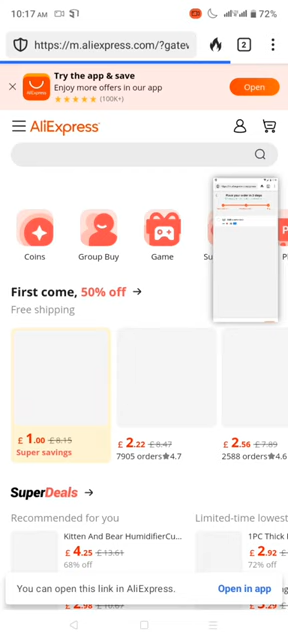 10:17 AM
72%
https://m.aliexpress.com/?gatev
2
Try the app & save
Enjoy more offers in our app
(100K+)
Open
AliExpress
Coins
Group Buy
Game
Su
P
First come, 50% off →
Free shipping
£ 1.00 £8.15
Super savings
£ 2.22 £8.47
7905 orders★4.7
£ 2.56 £7.89
2588 orders★4.6
SuperDeals →
Recommended for you
Limited-time lowest
Kitten And Bear HumidifierCu...
£ 4.25 £13.61
68% off
1PC Thick
£ 2.92
72% off
You can open this link in AliExpress.
Open in app
£ 2.98 £10.67